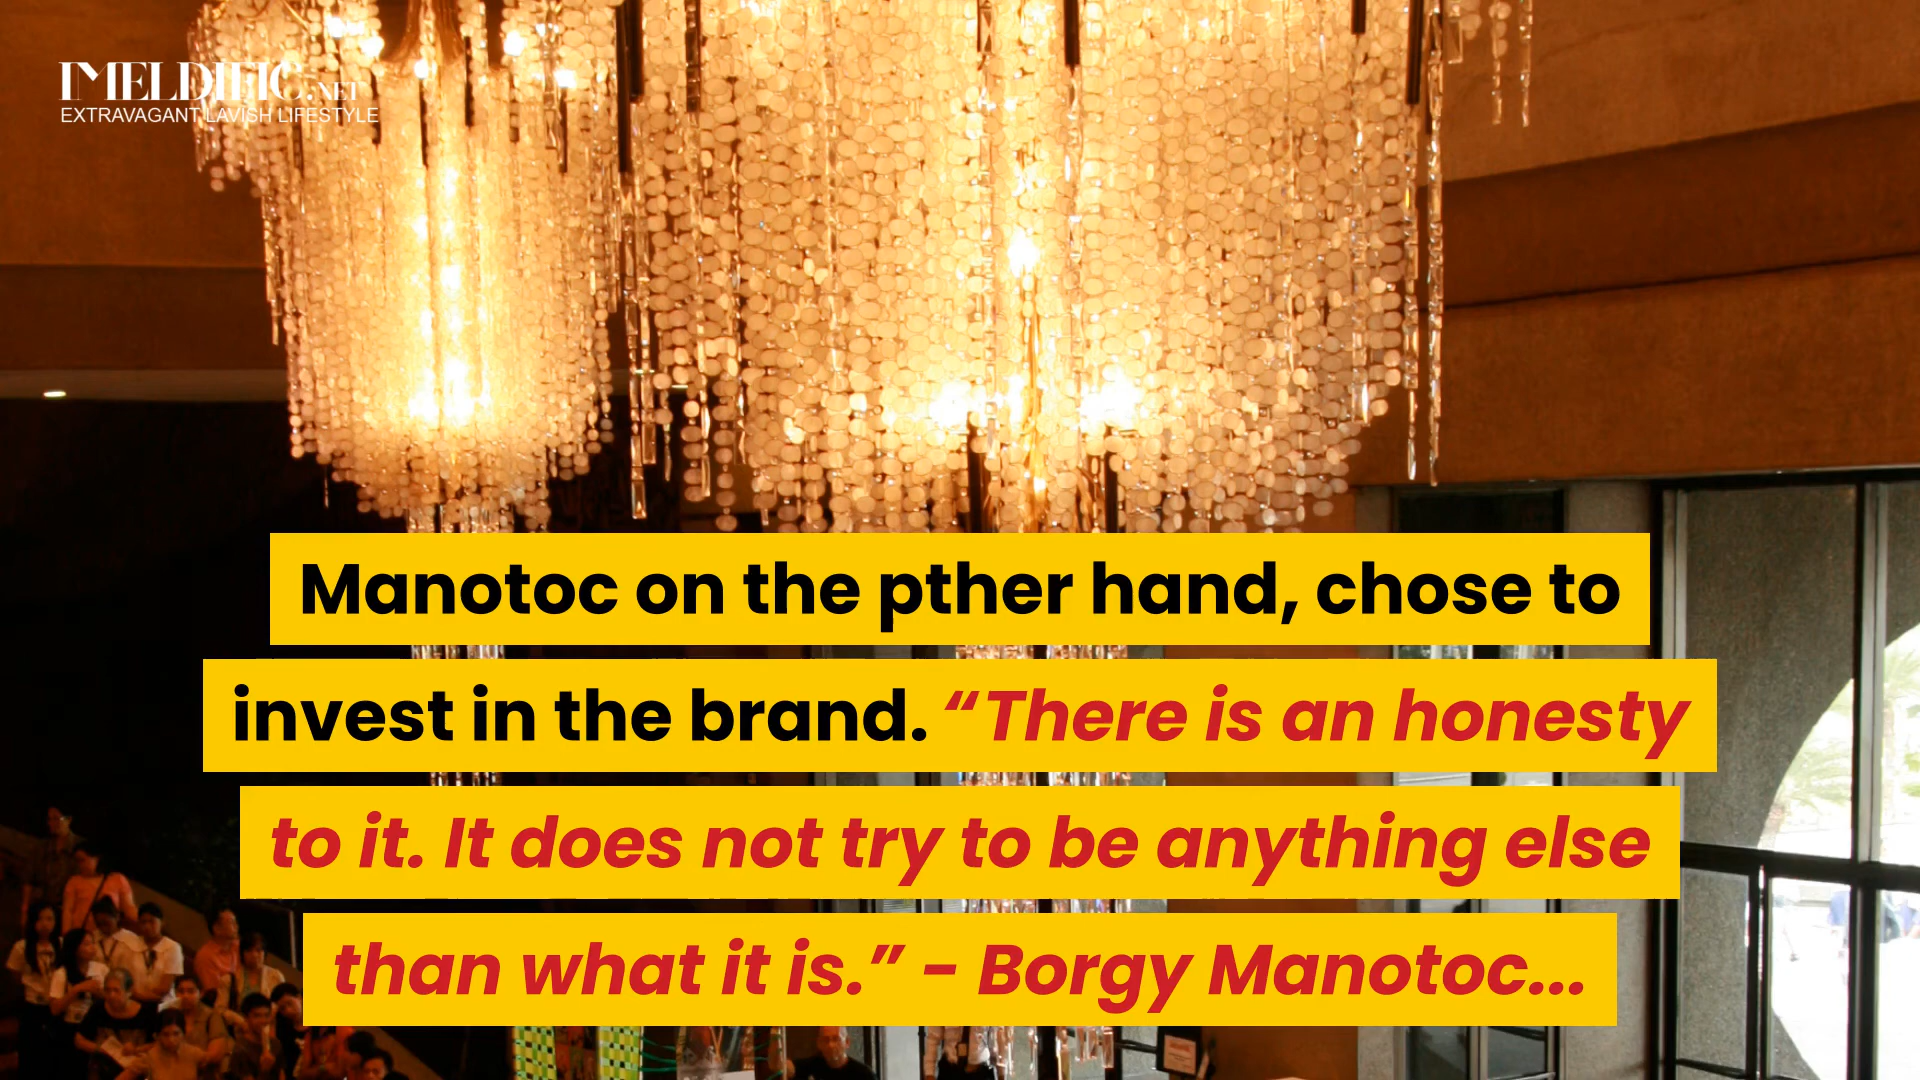 IMELDIFIC.NET
EXTRAVAGANT LAVISH LIFESTYLE
Manotoc on the pther hand, chose to
invest in the brand. “There is an honesty
to it. It does not try to be anything else
than what it is.” - Borgy Manotoc...